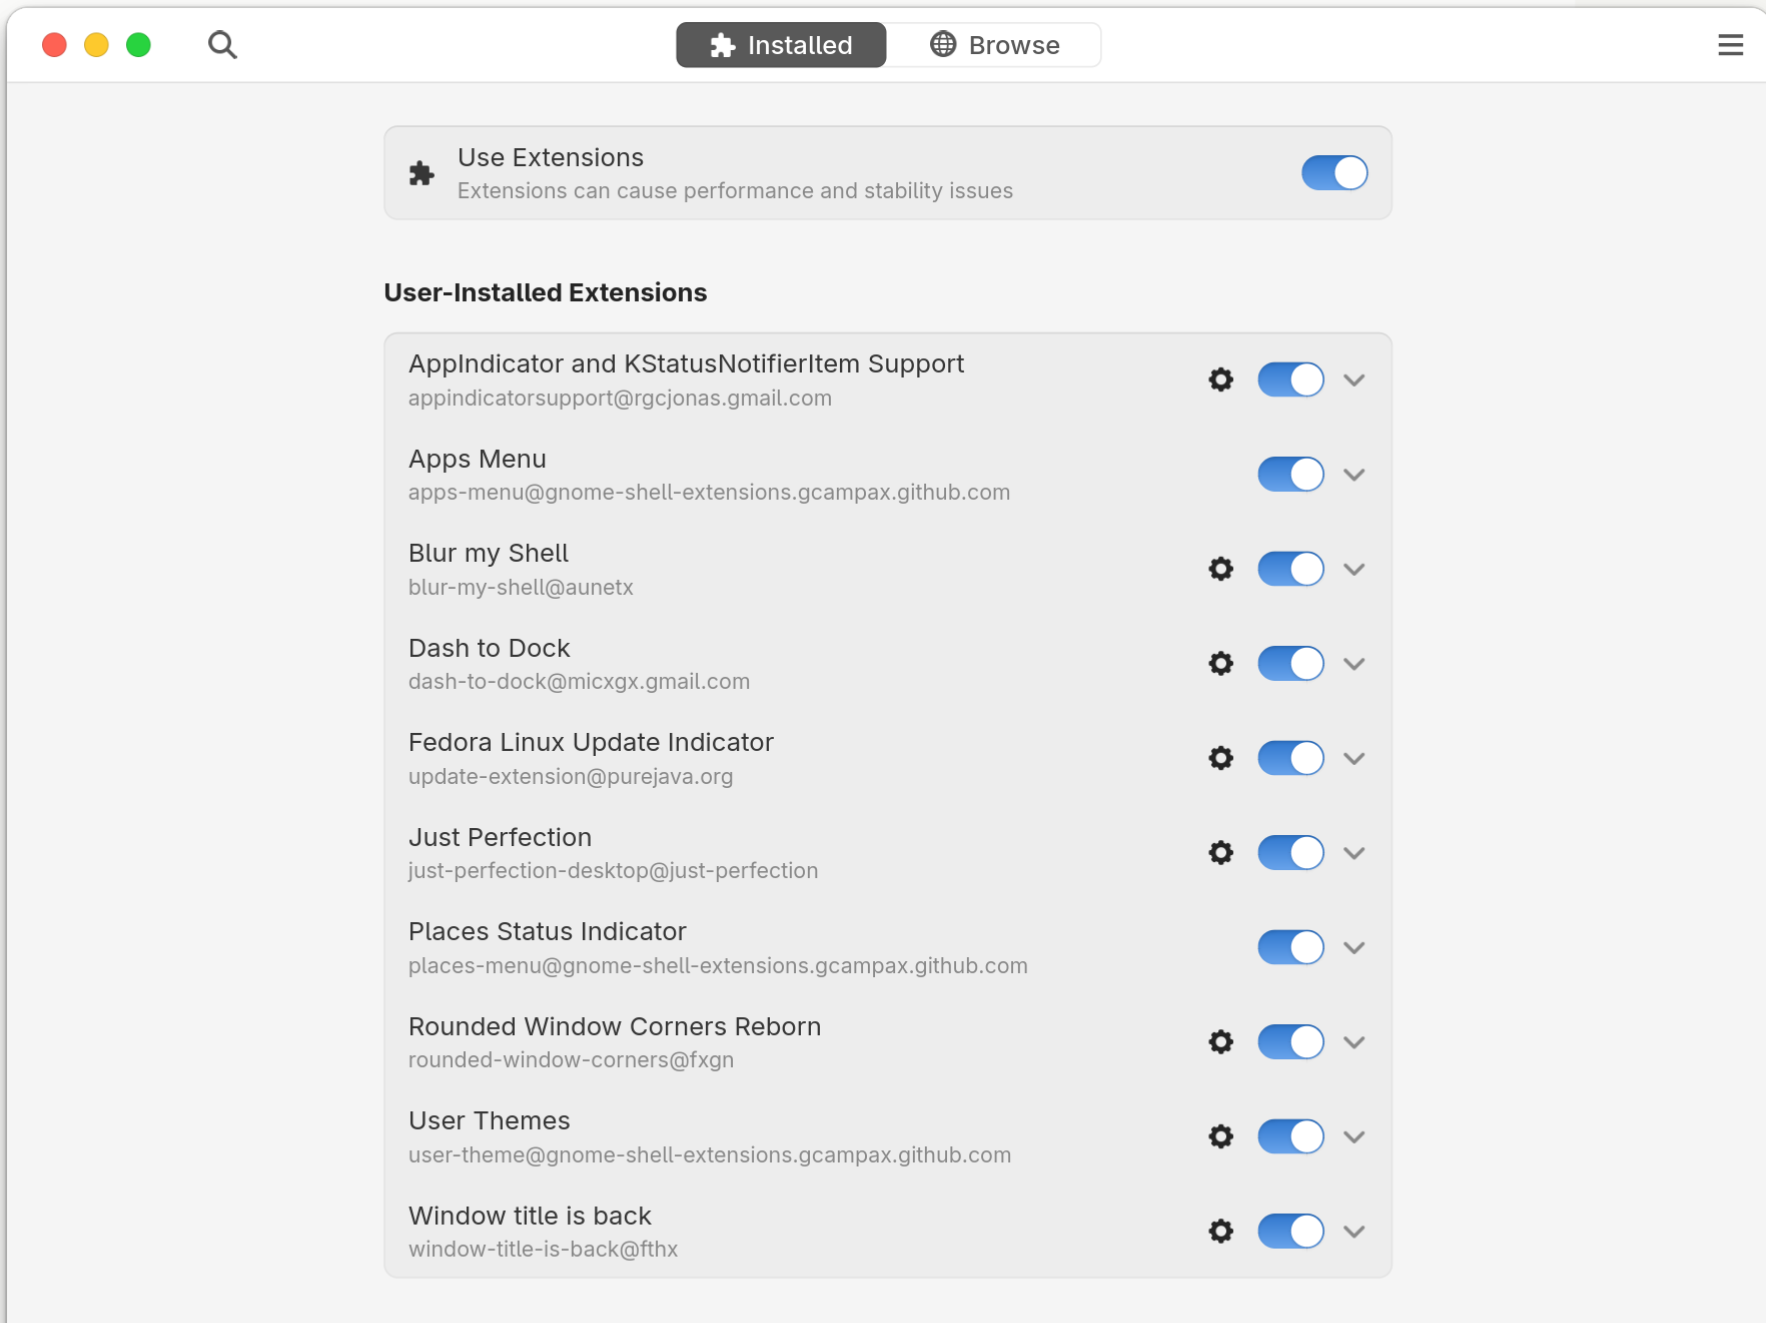 Installed
Browse
Use Extensions
Extensions can cause performance and stability issues
User-Installed Extensions
AppIndicator and KStatusNotifierItem Support
appindicatorsupport@rgcjonas.gmail.com
Apps Menu
apps-menu@gnome-shell-extensions.gcampax.github.com
Blur my Shell
blur-my-shell@aunetx
Dash to Dock
dash-to-dock@micxgx.gmail.com
Fedora Linux Update Indicator
update-extension@purejava.org
Just Perfection
just-perfection-desktop@just-perfection
Places Status Indicator
places-menu@gnome-shell-extensions.gcampax.github.com
Rounded Window Corners Reborn
rounded-window-corners@fxgn
User Themes
user-theme@gnome-shell-extensions.gcampax.github.com
Window title is back
window-title-is-back@fthx